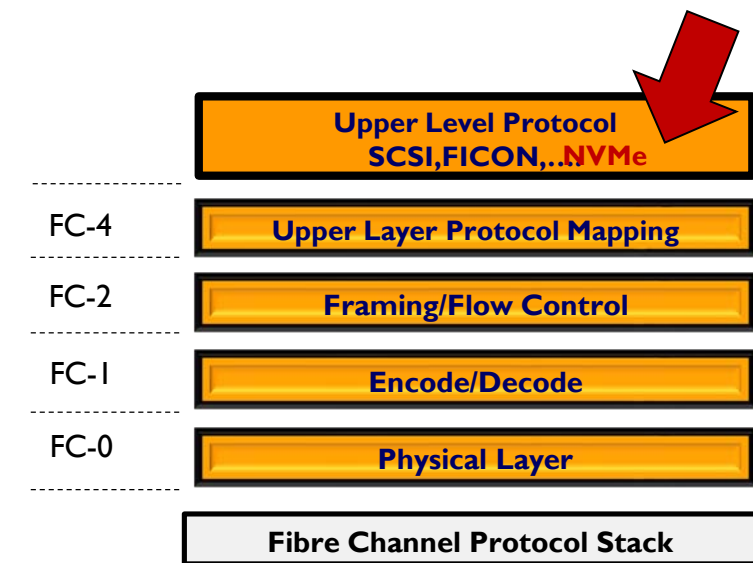 Upper Level Protocol
SCSI,FICON,….NVMe
FC-4
Upper Layer Protocol Mapping
FC-2
Framing/Flow Control
FC-1
Encode/Decode
FC-0
Physical Layer
Fibre Channel Protocol Stack